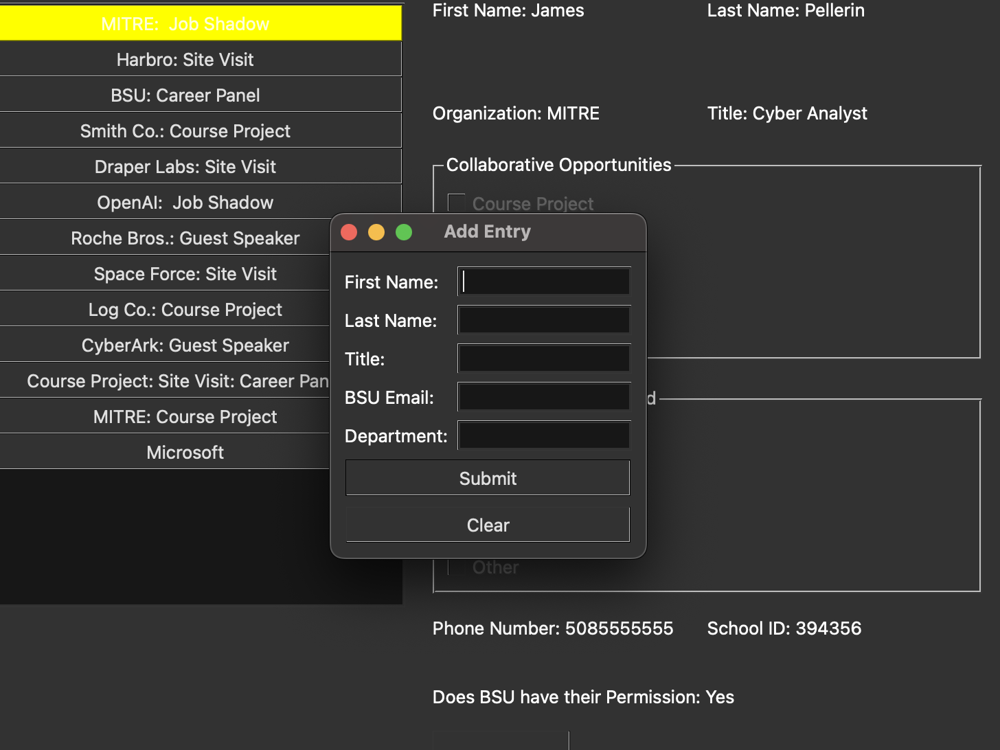 MITRE:  Job Shadow
Harbro: Site Visit
BSU: Career Panel
Smith Co.: Course Project
Draper Labs: Site Visit
OpenAI:  Job Shadow
Roche Bros.: Guest Speaker
Space Force: Site Visit
Log Co.: Course Project
CyberArk: Guest Speaker
Course Project: Site Visit: Career Pan
MITRE: Course Project
Microsoft
First Name: James
Last Name: Pellerin
Organization: MITRE
Title: Cyber Analyst
Collaborative Opportunities
Course Project
Add Entry
First Name:
Last Name:
Title:
BSU Email:
Department:
Submit
Clear
d
Other
Phone Number: 5085555555
School ID: 394356
Does BSU have their Permission: Yes